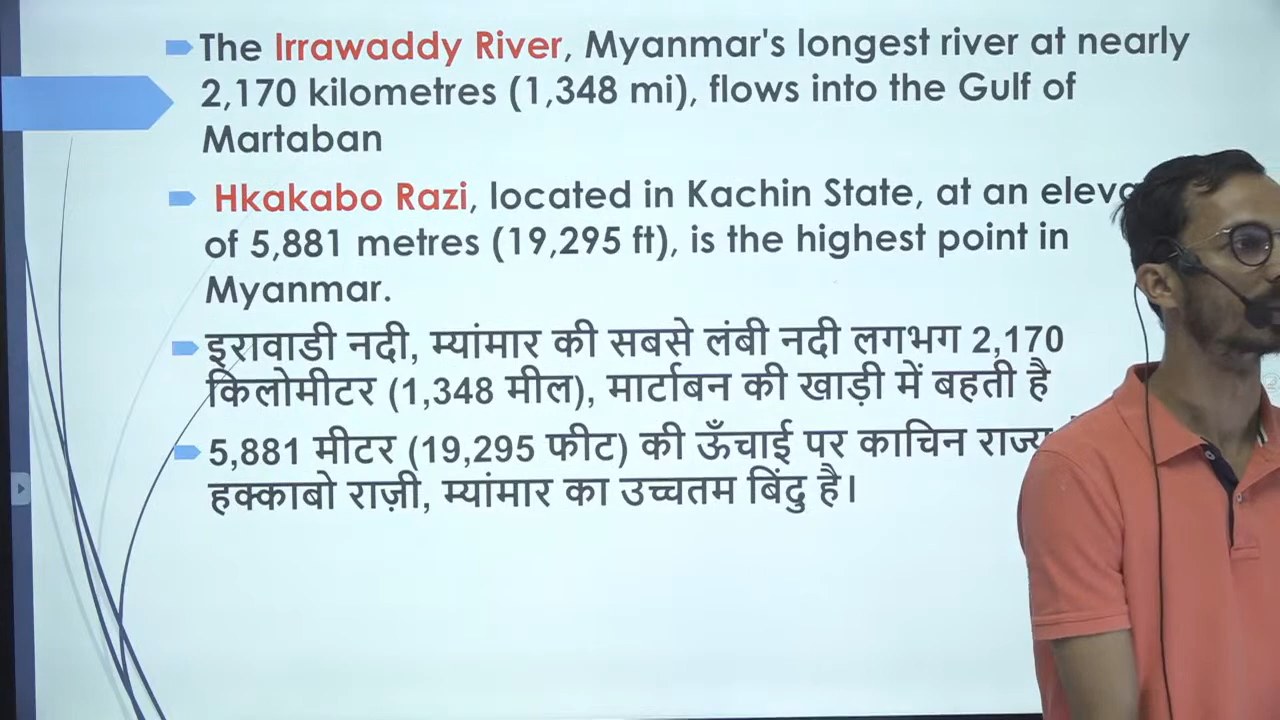 The Irrawaddy River, Myanmar's longest river at nearly
2,170 kilometres (1,348 mi), flows into the Gulf of
Martaban
Hkakabo Razi, located in Kachin State, at an
of 5,881 metres (19,295 ft), is the highest point in
Myanmar.
इरावाडी नदी, म्यांमार की सबसे लंबी नदी लगभग 2,170
किलोमीटर (1,348 मील), मार्टाबन की खाड़ी में बहती है
5,881 मीटर (19,295 फीट) की ऊँचाई पर काचिन राज्य
हक्काबो राज़ी, म्यांमार का उच्चतम बिंदु है।